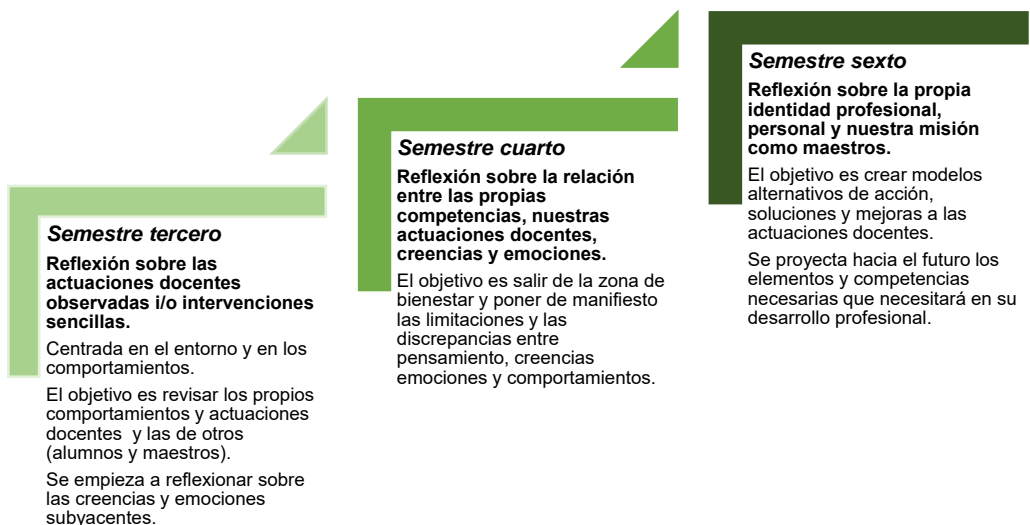 Semestre tercero
Reflexión sobre las
actuaciones docentes
observadas i/o intervenciones
sencillas.
Centrada en el entorno y en los
comportamientos.
El objetivo es revisar los propios
comportamientos y actuaciones
docentes y las de otros
(alumnos y maestros).
Se empieza a reflexionar sobre
las creencias y emociones
subyacentes.
Semestre cuarto
Reflexión sobre la relación
entre las propias
competencias, nuestras
actuaciones docentes,
creencias y emociones.
El objetivo es salir de la zona de
bienestar y poner de manifiesto
las limitaciones y las
discrepancias entre
pensamiento, creencias
emociones y comportamientos.
Semestre sexto
Reflexión sobre la propia
identidad profesional,
personal y nuestra misión
como maestros.
El objetivo es crear modelos
alternativos de acción,
soluciones y mejoras a las
actuaciones docentes.
Se proyecta hacia el futuro los
elementos y competencias
necesarias que necesitará en su
desarrollo profesional.